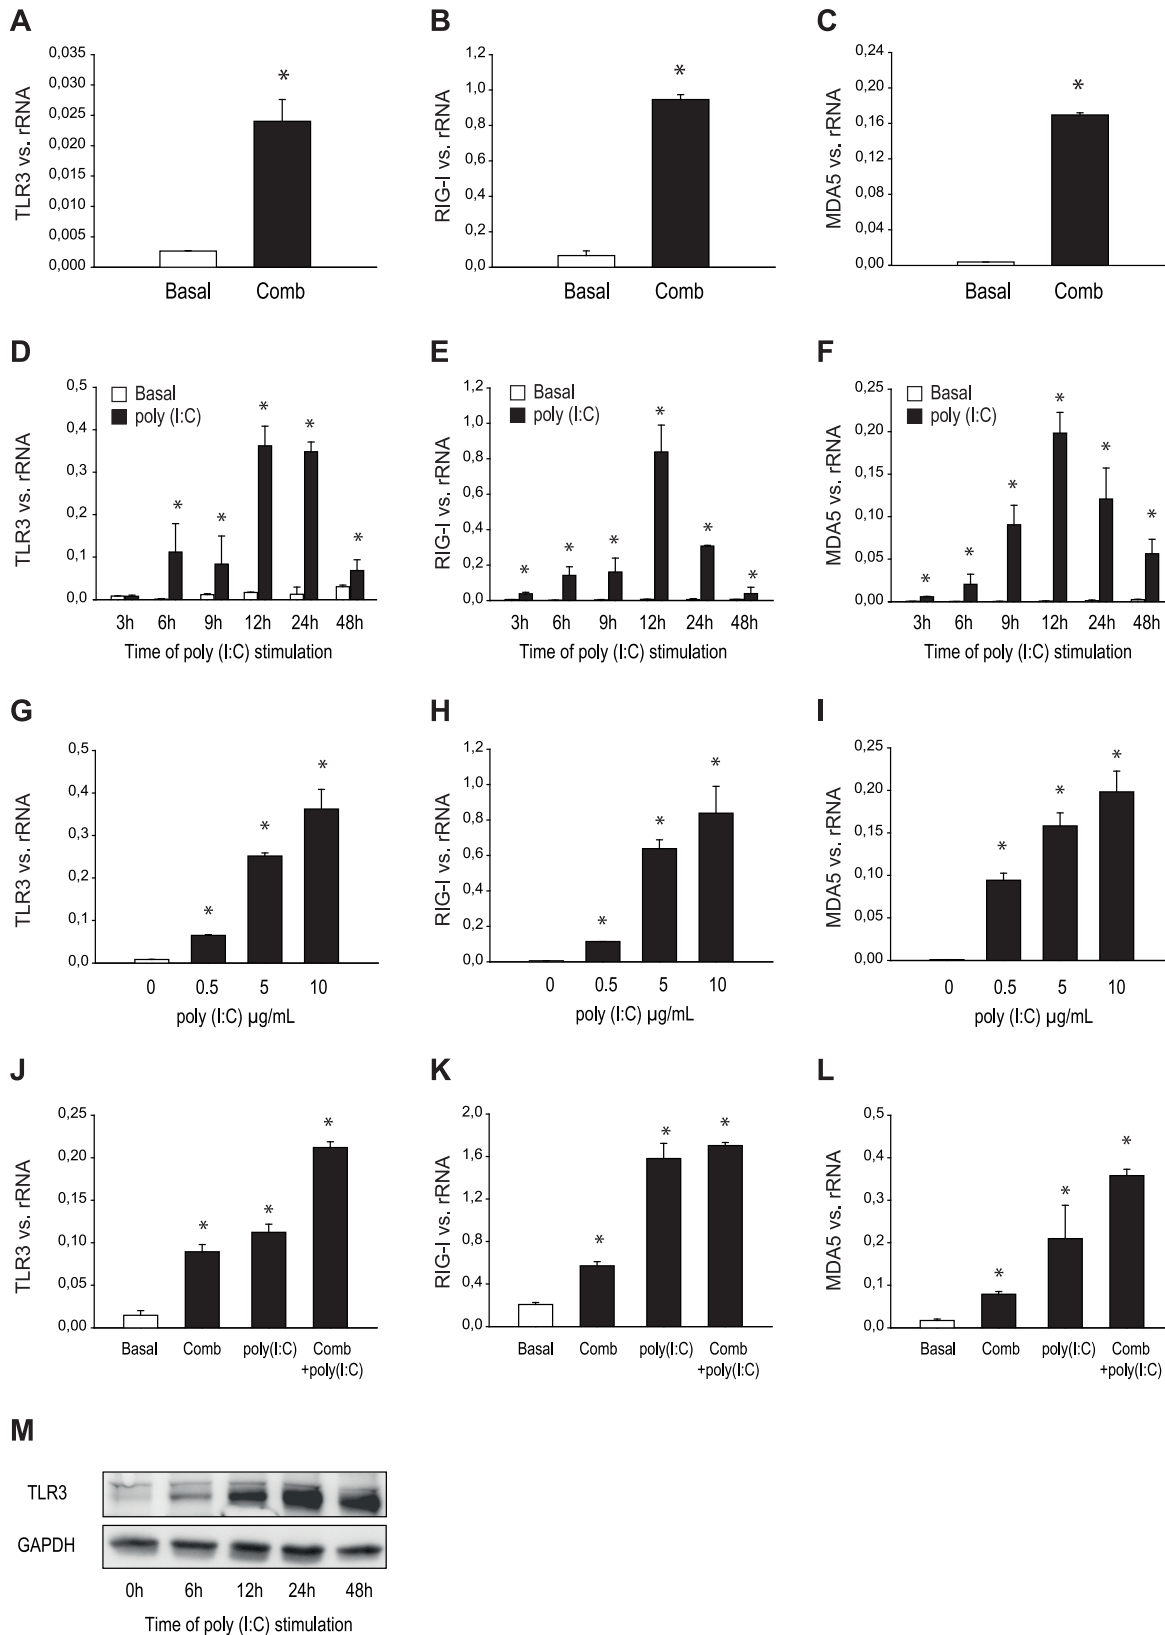 A
TLR3 vs. rRNA
0,035
0,030
0,025
0,020
0,015
0,010
0,005
0,000
*
Basal Comb
B
RIG-I vs. rRNA
1,2
1,0
0,8
0,6
0,4
0,2
0,0
*
Basal Comb
C
MDA5 vs. rRNA
0,24
0,20
0,16
0,12
0,08
0,04
0,00
*
Basal Comb
D
TLR3 vs. rRNA
0,5
0,4
0,3
0,2
0,1
0,0
Basal
poly (I:C)
* * * * *
3h 6h 9h 12h 24h 48h
Time of poly (I:C) stimulation
E
RIG-I vs. rRNA
1,2
1,0
0,8
0,6
0,4
0,2
0,0
Basal
poly (I:C)
* * * * * *
3h 6h 9h 12h 24h 48h
Time of poly (I:C) stimulation
F
MDA5 vs. rRNA
0,25
0,20
0,15
0,10
0,05
0,00
Basal
poly (I:C)
* * * * * *
3h 6h 9h 12h 24h 48h
Time of poly (I:C) stimulation
G
TLR3 vs. rRNA
0,5
0,4
0,3
0,2
0,1
0,0
* * *
0 0.5 5 10
poly (I:C) µg/mL
H
RIG-I vs. rRNA
1,2
1,0
0,8
0,6
0,4
0,2
0,0
* * *
0 0.5 5 10
poly (I:C) µg/mL
I
MDA5 vs. rRNA
0,25
0,20
0,15
0,10
0,05
0,00
* * *
0 0.5 5 10
poly (I:C) µg/mL
J
TLR3 vs. rRNA
0,25
0,20
0,15
0,10
0,05
0,00
* * *
Basal Comb poly(I:C) Comb
+poly(I:C)
K
RIG-I vs. rRNA
2,0
1,6
1,2
0,8
0,4
0,0
* * *
Basal Comb poly(I:C) Comb
+poly(I:C)
L
MDA5 vs. rRNA
0,5
0,4
0,3
0,2
0,1
0,0
* * *
Basal Comb poly(I:C) Comb
+poly(I:C)
M
TLR3
GAPDH
0h 6h 12h 24h 48h
Time of poly (I:C) stimulation